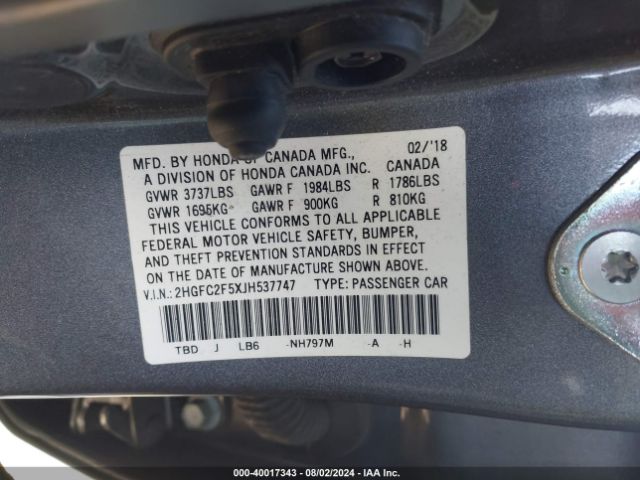 MFD. BY HONDA OF CANADA MFG., 02/'18
A DIVISION OF HONDA CANADA INC. CANADA
GVWR 3737LBS GAWR F 1984LBS R 1786LBS
GVWR 1695KG GAWR F 900KG R 810KG
THIS VEHICLE CONFORMS TO ALL APPLICABLE
FEDERAL MOTOR VEHICLE SAFETY, BUMPER,
AND THEFT PREVENTION STANDARDS IN EFFECT
ON THE DATE OF MANUFACTURE SHOWN ABOVE.
V.I.N.: 2HGFC2F5XJH537747 TYPE: PASSENGER CAR
TBD J LB6 -NH797M -A -H
000-40017343 - 08/02/2024 - IAA Inc.